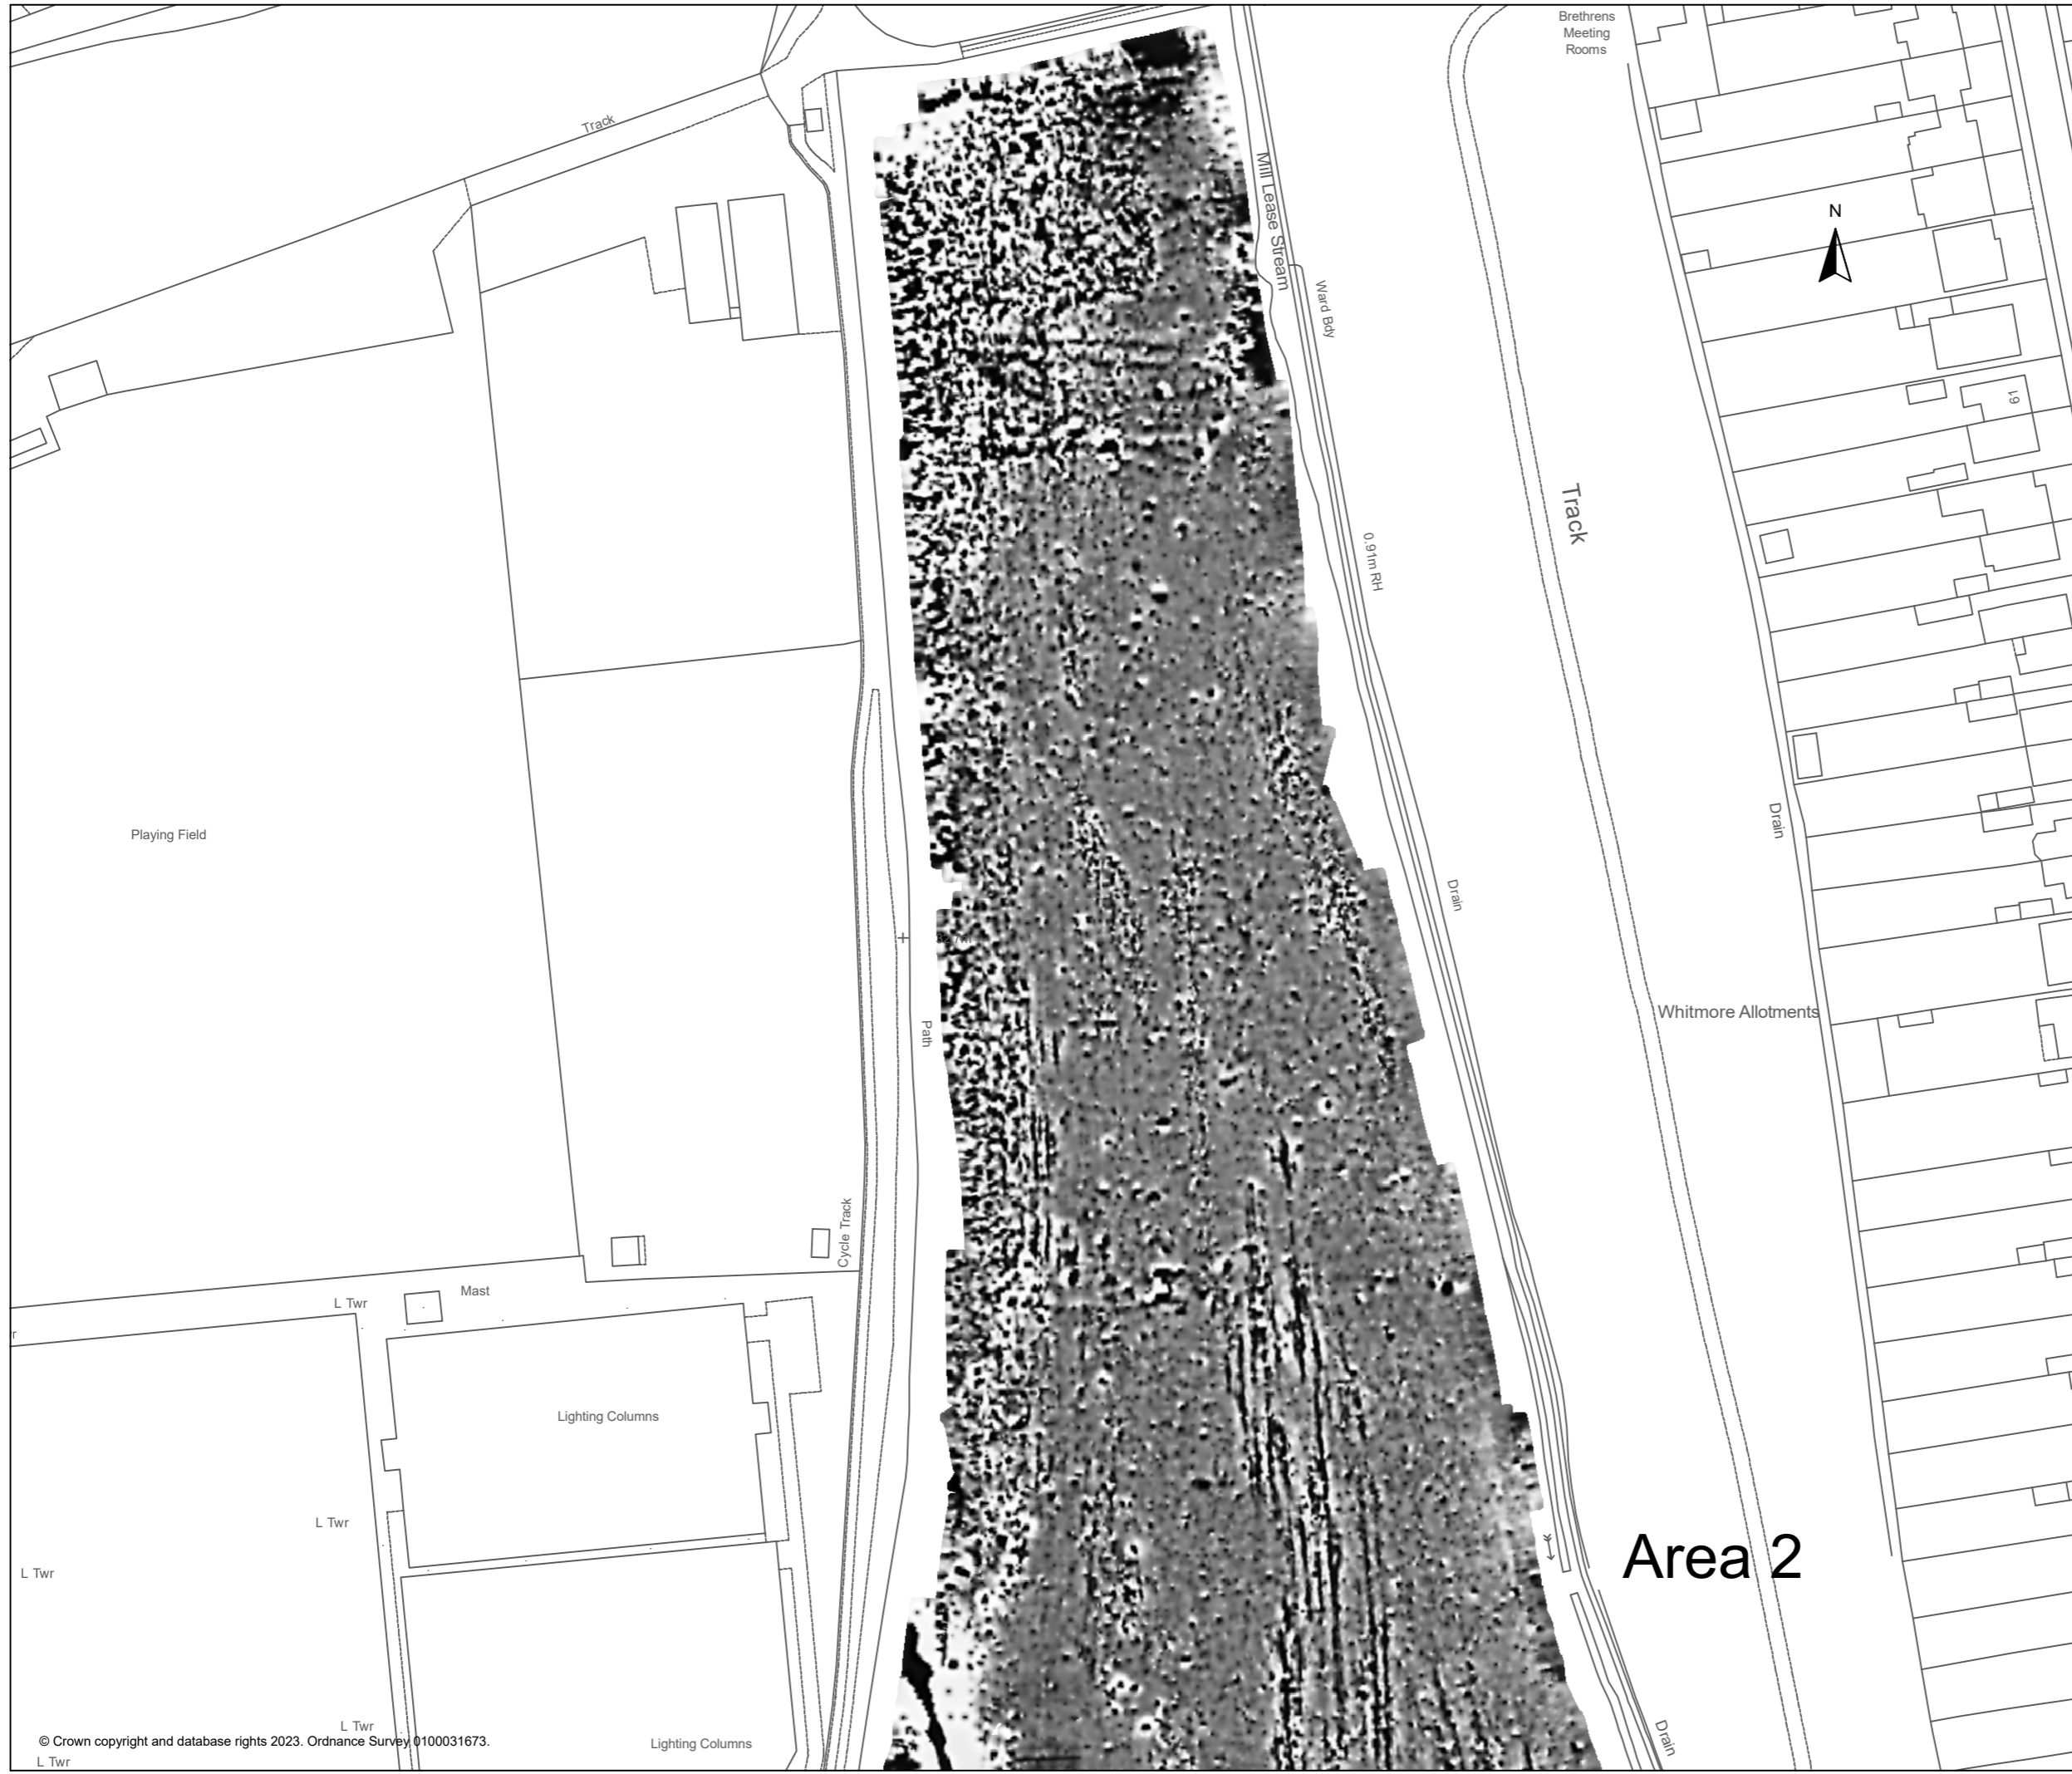 Brethrens
Meeting
Rooms
Track
Mill Lease Stream
N
Ward Bdy
61
Track
0.91m RH
Playing Field
Drain
Drain
Whitmore Allotments
Path
Cycle Track
Mast
L Twr
Lighting Columns
L Twr
Area 2
L Twr
L Twr
© Crown copyright and database rights 2023. Ordnance Survey 0100031673.
Lighting Columns
Drain
L Twr